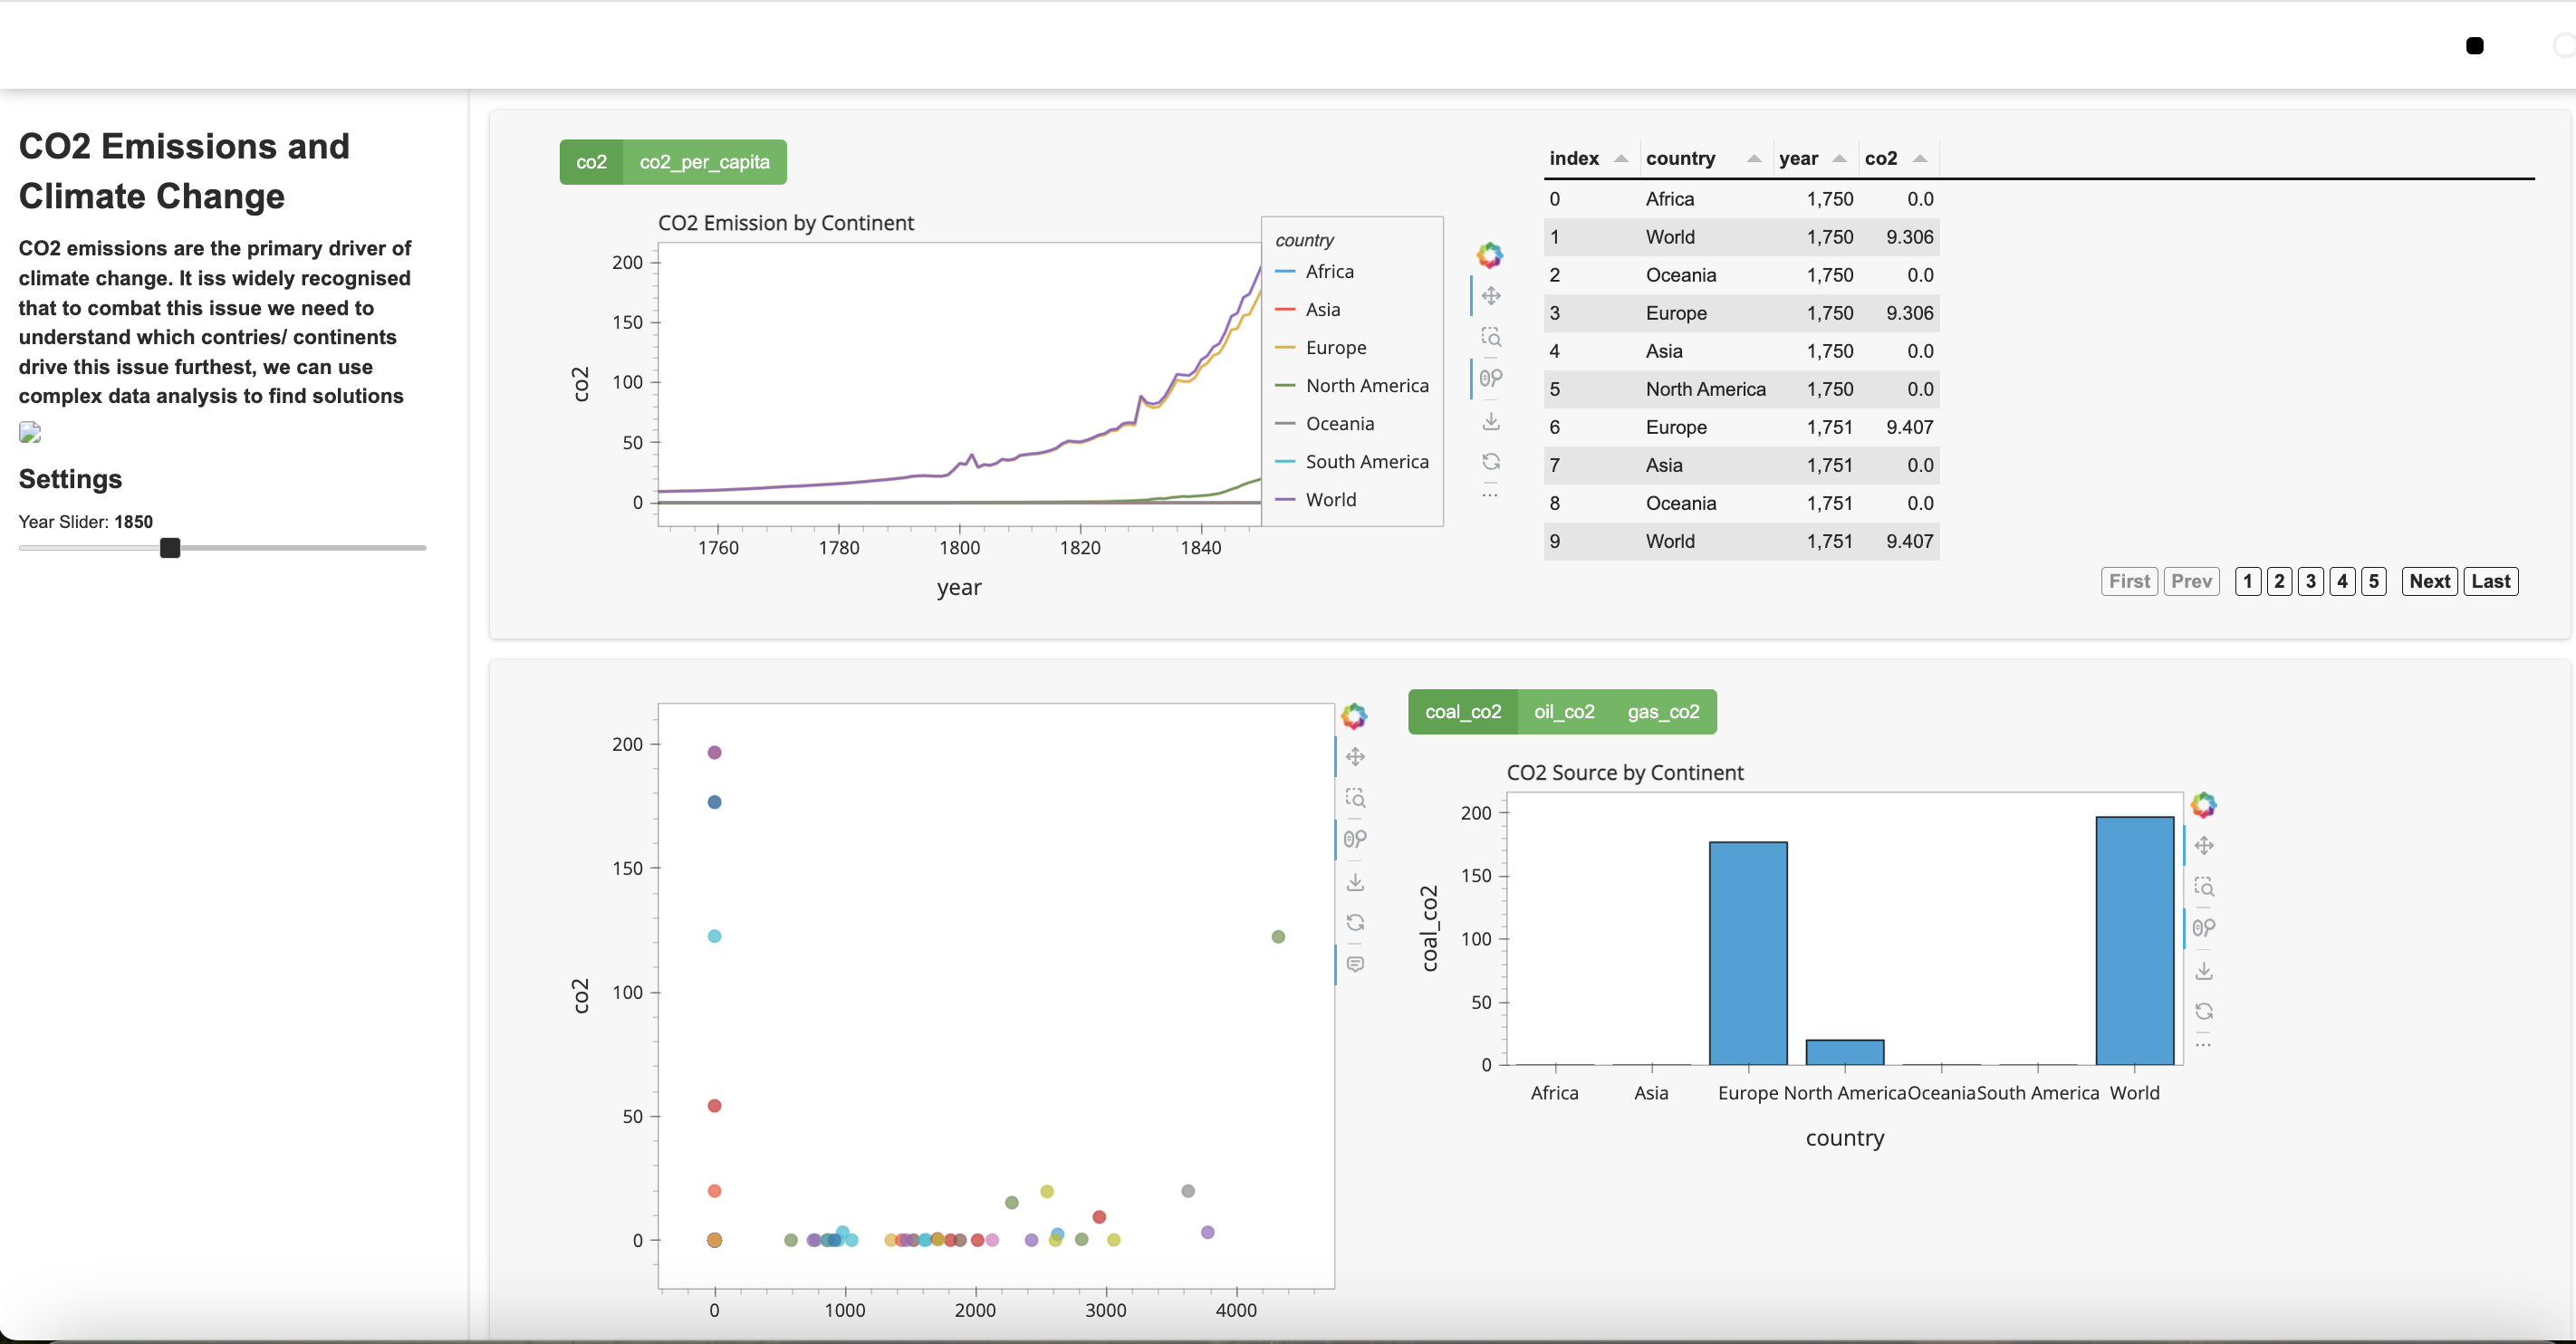 CO2 Emissions and
Climate Change
CO2 emissions are the primary driver of
climate change. It iss widely recognised
that to combat this issue we need to
understand which contries/ continents
drive this issue furthest, we can use
complex data analysis to find solutions
Settings
Year Slider: 1850
co2 co2_per_capita
CO2 Emission by Continent
200
150
100
50
0
co2
1760 1780 1800 1820 1840
year
country
Africa
Asia
Europe
North America
Oceania
South America
World
index country year co2
0 Africa 1,750 0.0
1 World 1,750 9.306
2 Oceania 1,750 0.0
3 Europe 1,750 9.306
4 Asia 1,750 0.0
5 North America 1,750 0.0
6 Europe 1,751 9.407
7 Asia 1,751 0.0
8 Oceania 1,751 0.0
9 World 1,751 9.407
First Prev 1 2 3 4 5 Next Last
200
150
100
50
0
co2
0 1000 2000 3000 4000
coal_co2 oil_co2 gas_co2
CO2 Source by Continent
200
150
100
50
0
coal_co2
Africa Asia Europe North America Oceania South America World
country